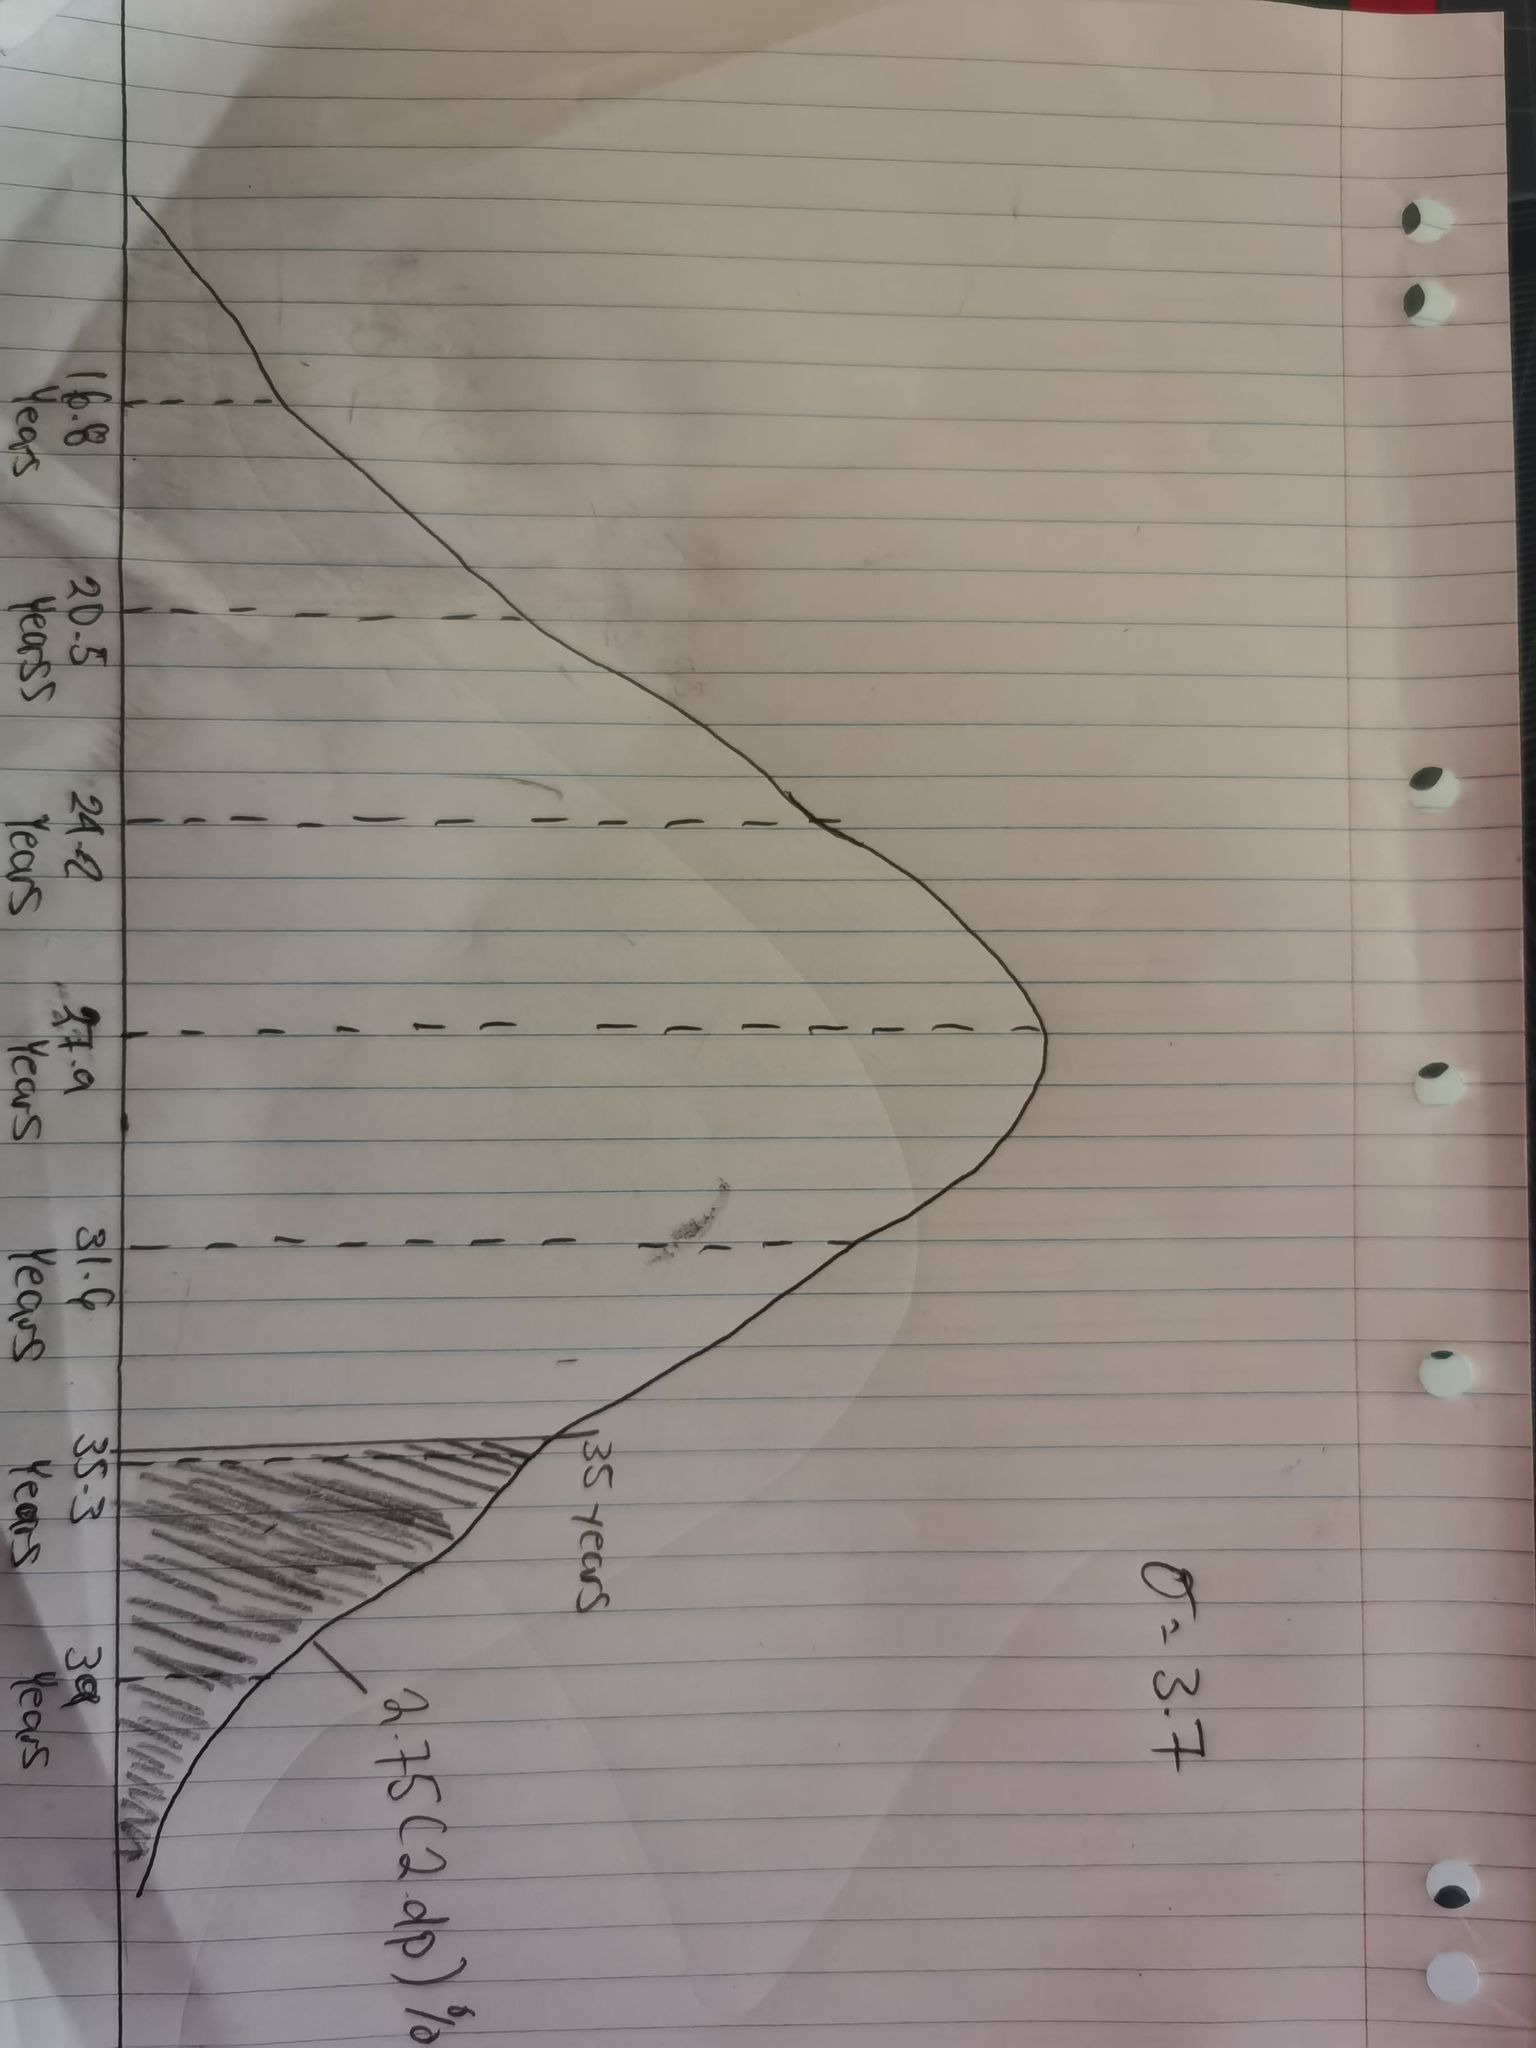 σ = 3.7
35 years
2.75 (2 dp) %
16.8 20.5 24.2 27.9 31.6 35.3 39
Years Yearss Years Years Years Years Years